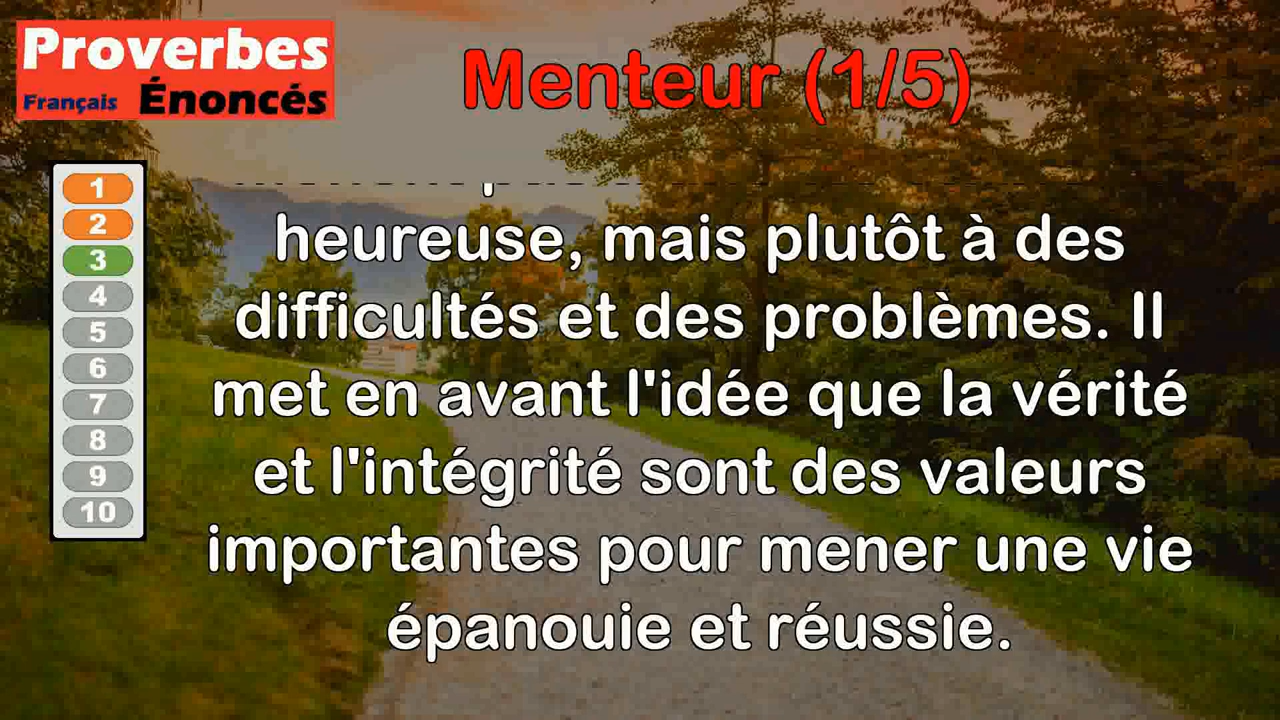 Proverbes
Français Énoncés
Menteur (1/5)
1
2
3
4
5
6
7
8
9
10
heureuse, mais plutôt à des
difficultés et des problèmes. Il
met en avant l'idée que la vérité
et l'intégrité sont des valeurs
importantes pour mener une vie
épanouie et réussie.